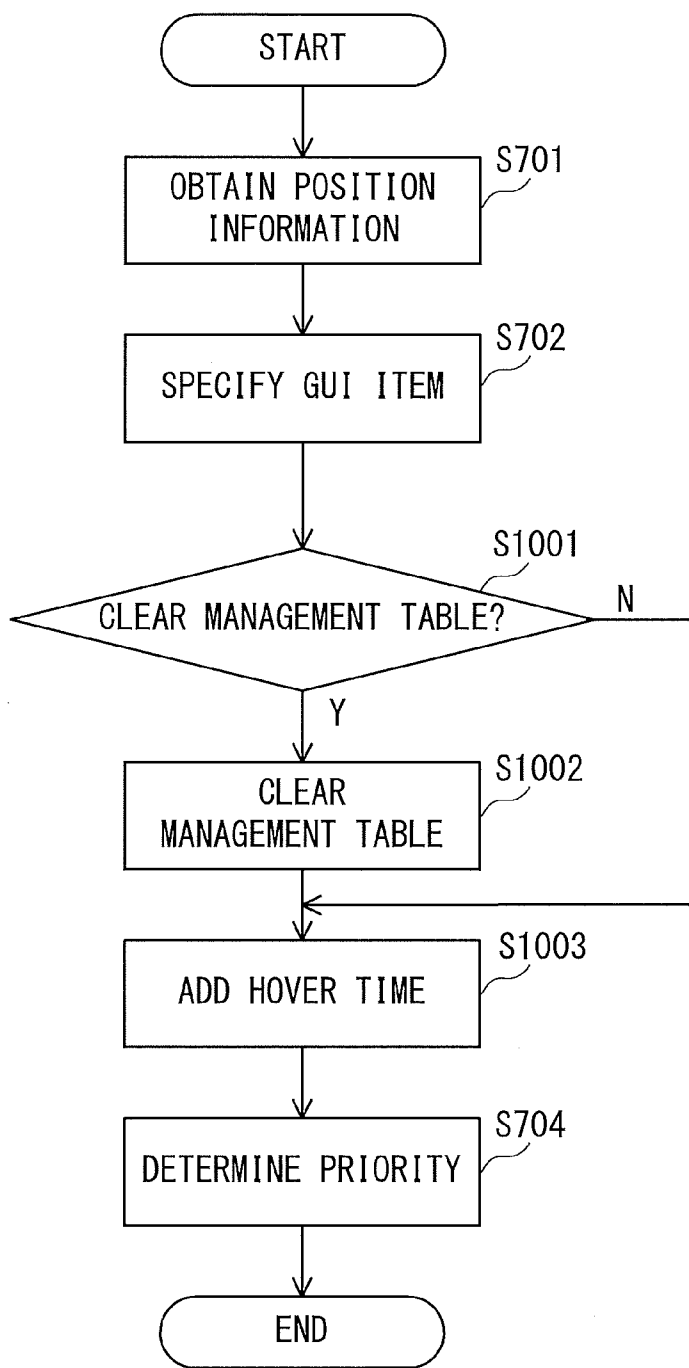 START
S701
OBTAIN POSITION
INFORMATION
S702
SPECIFY GUI ITEM
S1001
CLEAR MANAGEMENT TABLE?
N
Y
S1002
CLEAR
MANAGEMENT TABLE
S1003
ADD HOVER TIME
S704
DETERMINE PRIORITY
END